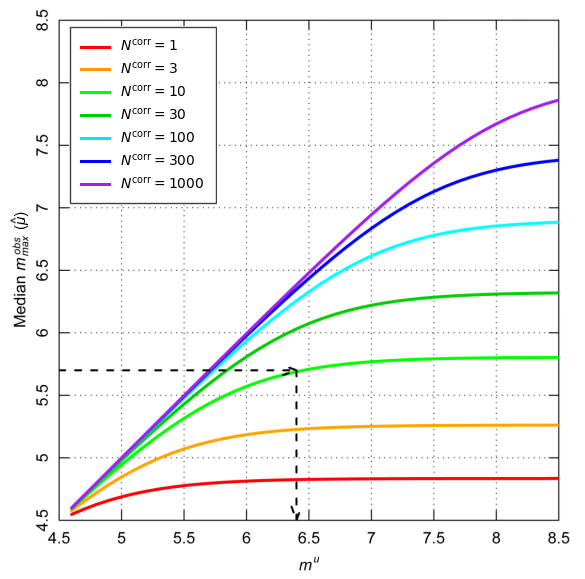 8.5
8
7.5
7
6.5
6
5.5
5
4.5
Median m_max^obs (μ̂)
N^corr = 1
N^corr = 3
N^corr = 10
N^corr = 30
N^corr = 100
N^corr = 300
N^corr = 1000
4.5 5 5.5 6 6.5 7 7.5 8 8.5
m^u